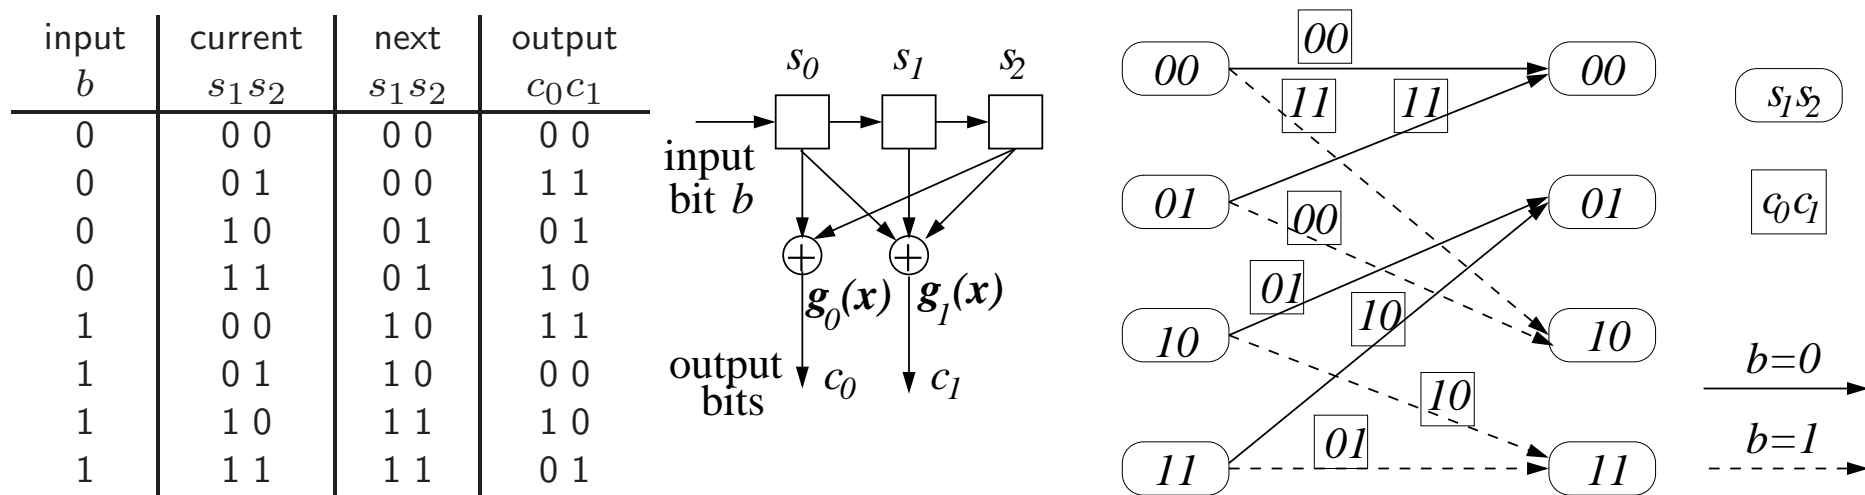 input current next output
b s₁s₂ s₁s₂ c₀c₁
0 0 0 0 0 0 0
0 0 1 0 0 1 1
0 1 0 0 1 0 1
0 1 1 0 1 1 0
1 0 0 1 0 1 1
1 0 1 1 0 0 0
1 1 0 1 1 1 0
1 1 1 1 1 0 1
s₀ s₁ s₂
input
bit b
+ +
g₀(x) g₁(x)
output
bits
c₀ c₁
00
00 00
11 11
01 01
00
01
10 10
10
10
11 11
01
s₁s₂
c₀c₁
b=0
b=1